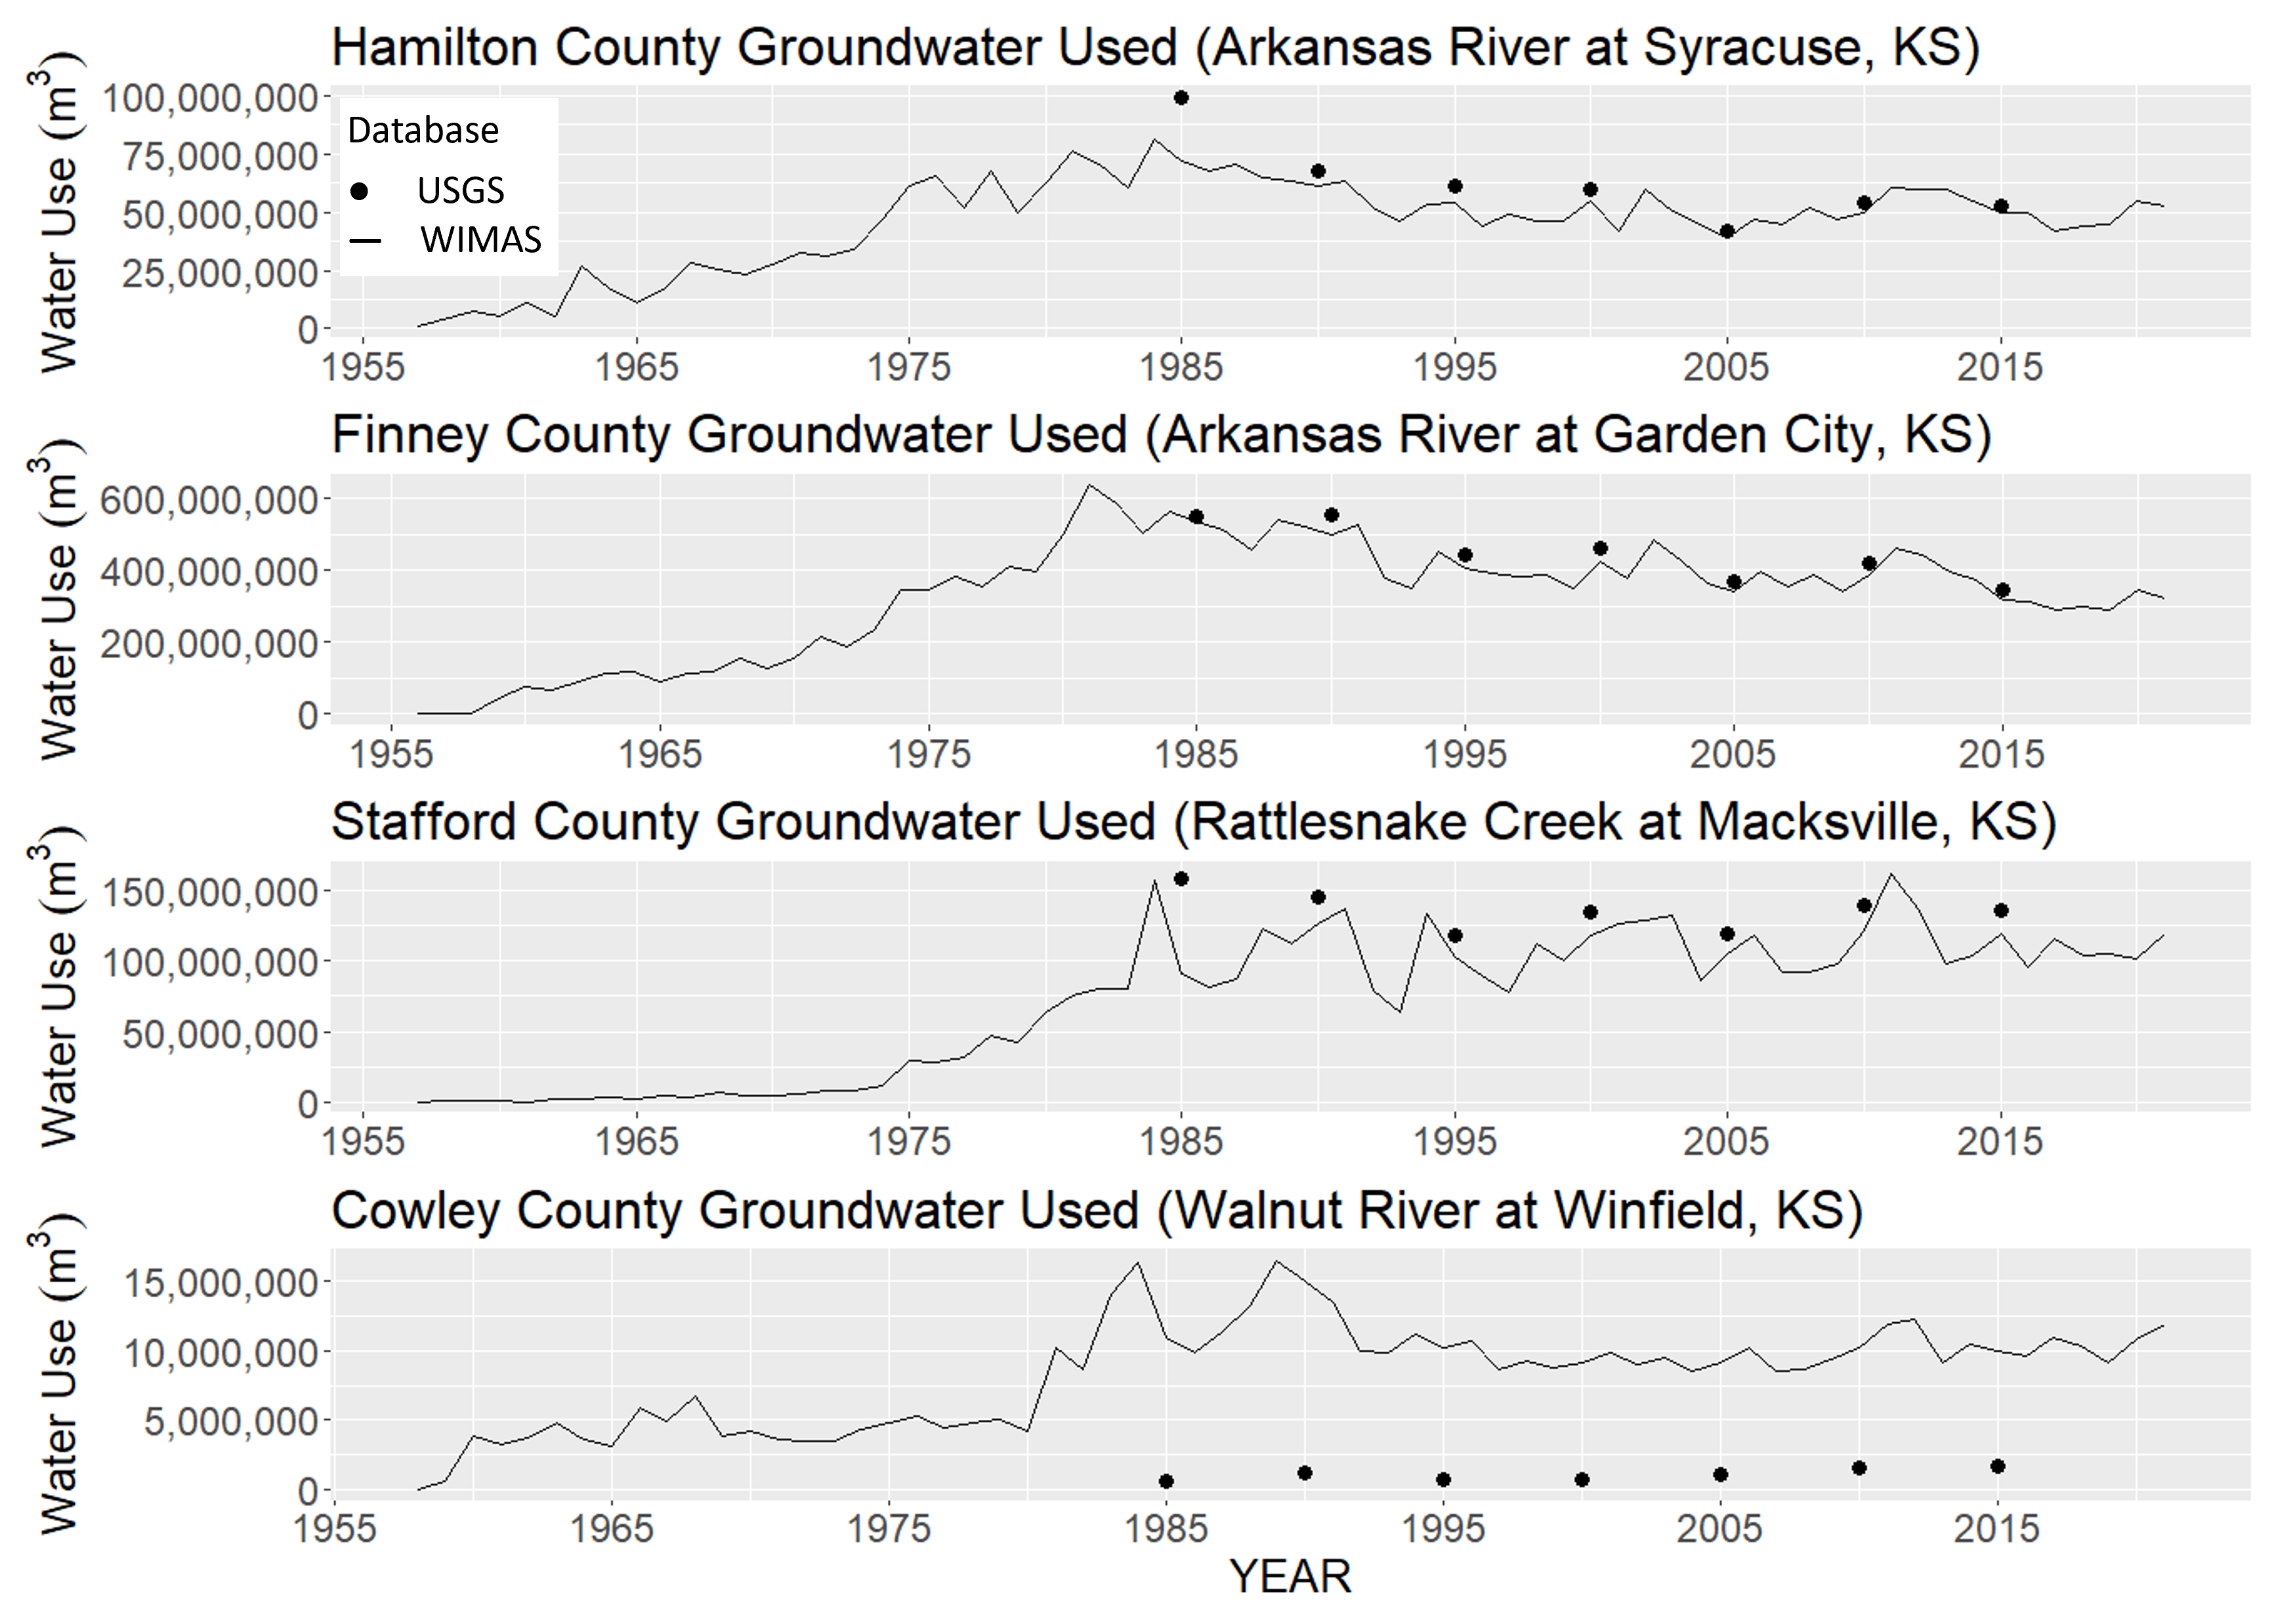 Hamilton County Groundwater Used (Arkansas River at Syracuse, KS)
Water Use (m³)
100,000,000
75,000,000
50,000,000
25,000,000
0
Database
USGS
WIMAS
1955 1965 1975 1985 1995 2005 2015
Finney County Groundwater Used (Arkansas River at Garden City, KS)
Water Use (m³)
600,000,000
400,000,000
200,000,000
0
1955 1965 1975 1985 1995 2005 2015
Stafford County Groundwater Used (Rattlesnake Creek at Macksville, KS)
Water Use (m³)
150,000,000
100,000,000
50,000,000
0
1955 1965 1975 1985 1995 2005 2015
Cowley County Groundwater Used (Walnut River at Winfield, KS)
Water Use (m³)
15,000,000
10,000,000
5,000,000
0
1955 1965 1975 1985 1995 2005 2015
YEAR